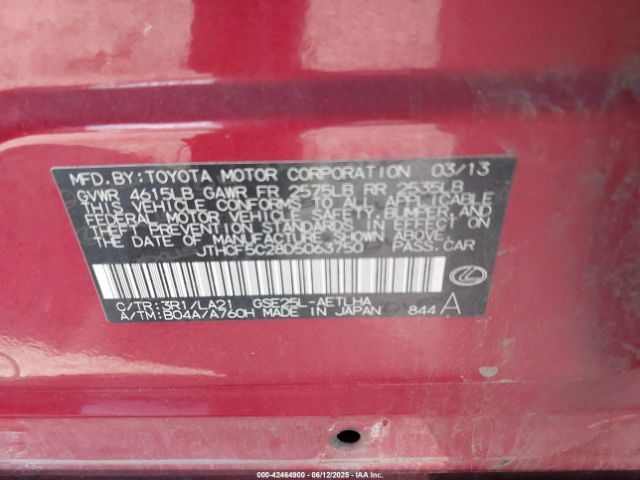 MFD.BY:TOYOTA MOTOR CORPORATION 03/13
GVWR 4615LB GAWR FR 2575LB RR 2535LB
THIS VEHICLE CONFORMS TO ALL APPLICABLE
FEDERAL MOTOR VEHICLE SAFETY,BUMPER,AND
THEFT PREVENTION STANDARDS IN EFFECT ON
THE DATE OF MANUFACTURE SHOWN ABOVE.
JTHCF5C28D5063750 PASS.CAR
C/TR:3R1/LA21 GSE25L-AETLHA
A/TM:B04A/A760H MADE IN JAPAN 844 A
000-42464900 - 06/12/2025 - IAAI COPYRIGHT